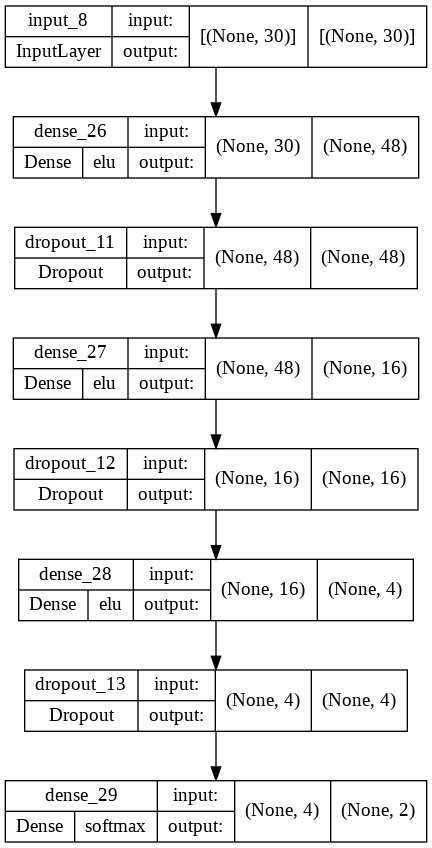 input_8 input: [(None, 30)] [(None, 30)]
InputLayer output:
dense_26 input: (None, 30) (None, 48)
Dense elu output:
dropout_11 input: (None, 48) (None, 48)
Dropout output:
dense_27 input: (None, 48) (None, 16)
Dense elu output:
dropout_12 input: (None, 16) (None, 16)
Dropout output:
dense_28 input: (None, 16) (None, 4)
Dense elu output:
dropout_13 input: (None, 4) (None, 4)
Dropout output:
dense_29 input: (None, 4) (None, 2)
Dense softmax output: